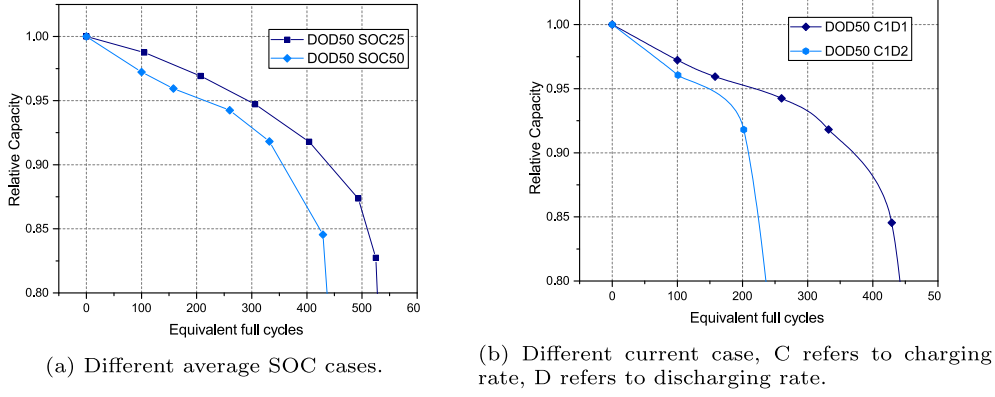 DOD50 SOC25
DOD50 SOC50
1.00
0.95
0.90
0.85
0.80
Relative Capacity
0 100 200 300 400 500 60
Equivalent full cycles
(a) Different average SOC cases.
DOD50 C1D1
DOD50 C1D2
1.00
0.95
0.90
0.85
0.80
Relative Capacity
0 100 200 300 400 50
Equivalent full cycles
(b) Different current case, C refers to charging
rate, D refers to discharging rate.